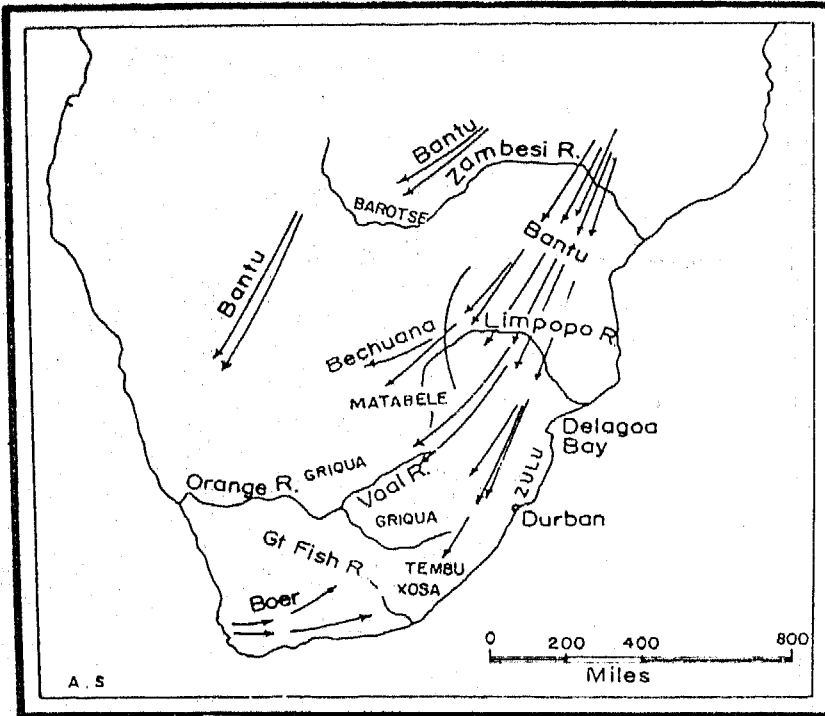 Bantu
Zambesi R.
BAROTSE
Bantu
Bantu
Limpopo R.
Bechuana
MATABELE
Delagoa
Bay
ZULU
GRIQUA
Orange R.
Vaal R.
GRIQUA
Durban
Gt Fish R
TEMBU
XOSA
Boer
0 200 400 800
Miles
A.S